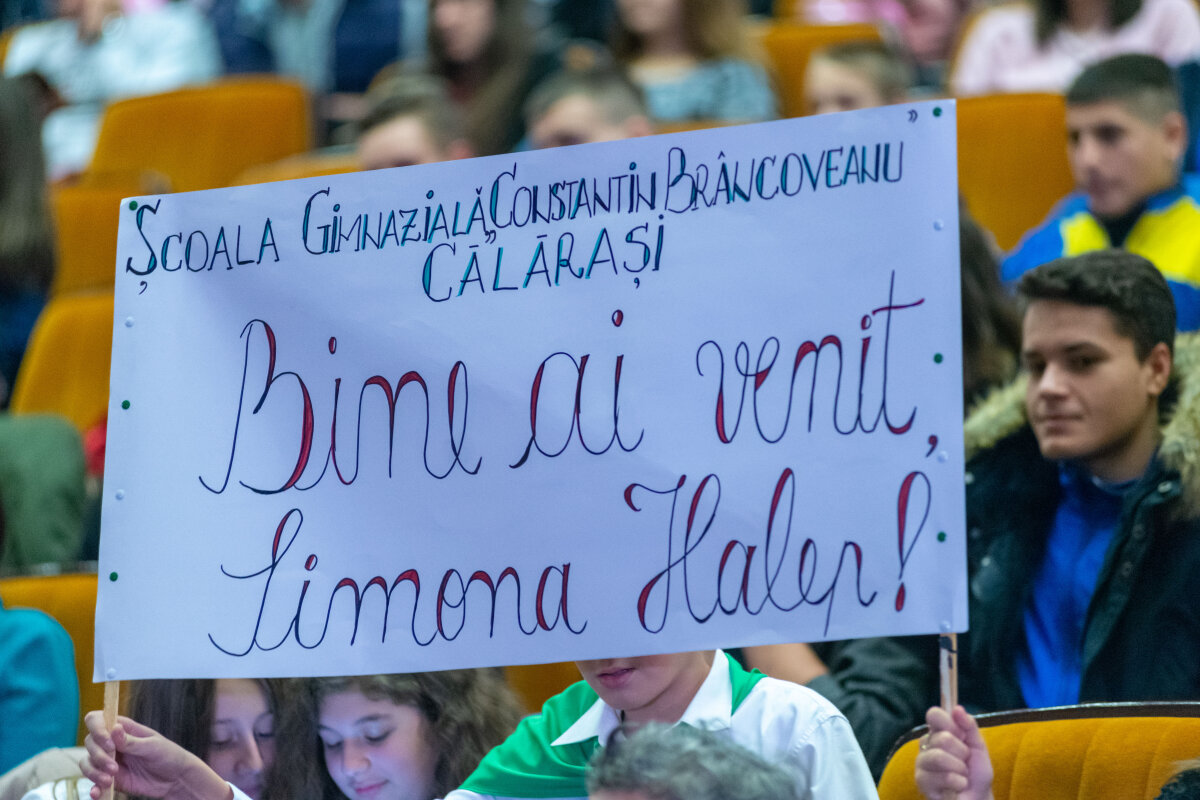 Școala Gimnazială „Constantin Brâncoveanu”
Călărași
Bine ai venit,
Simona Halep!